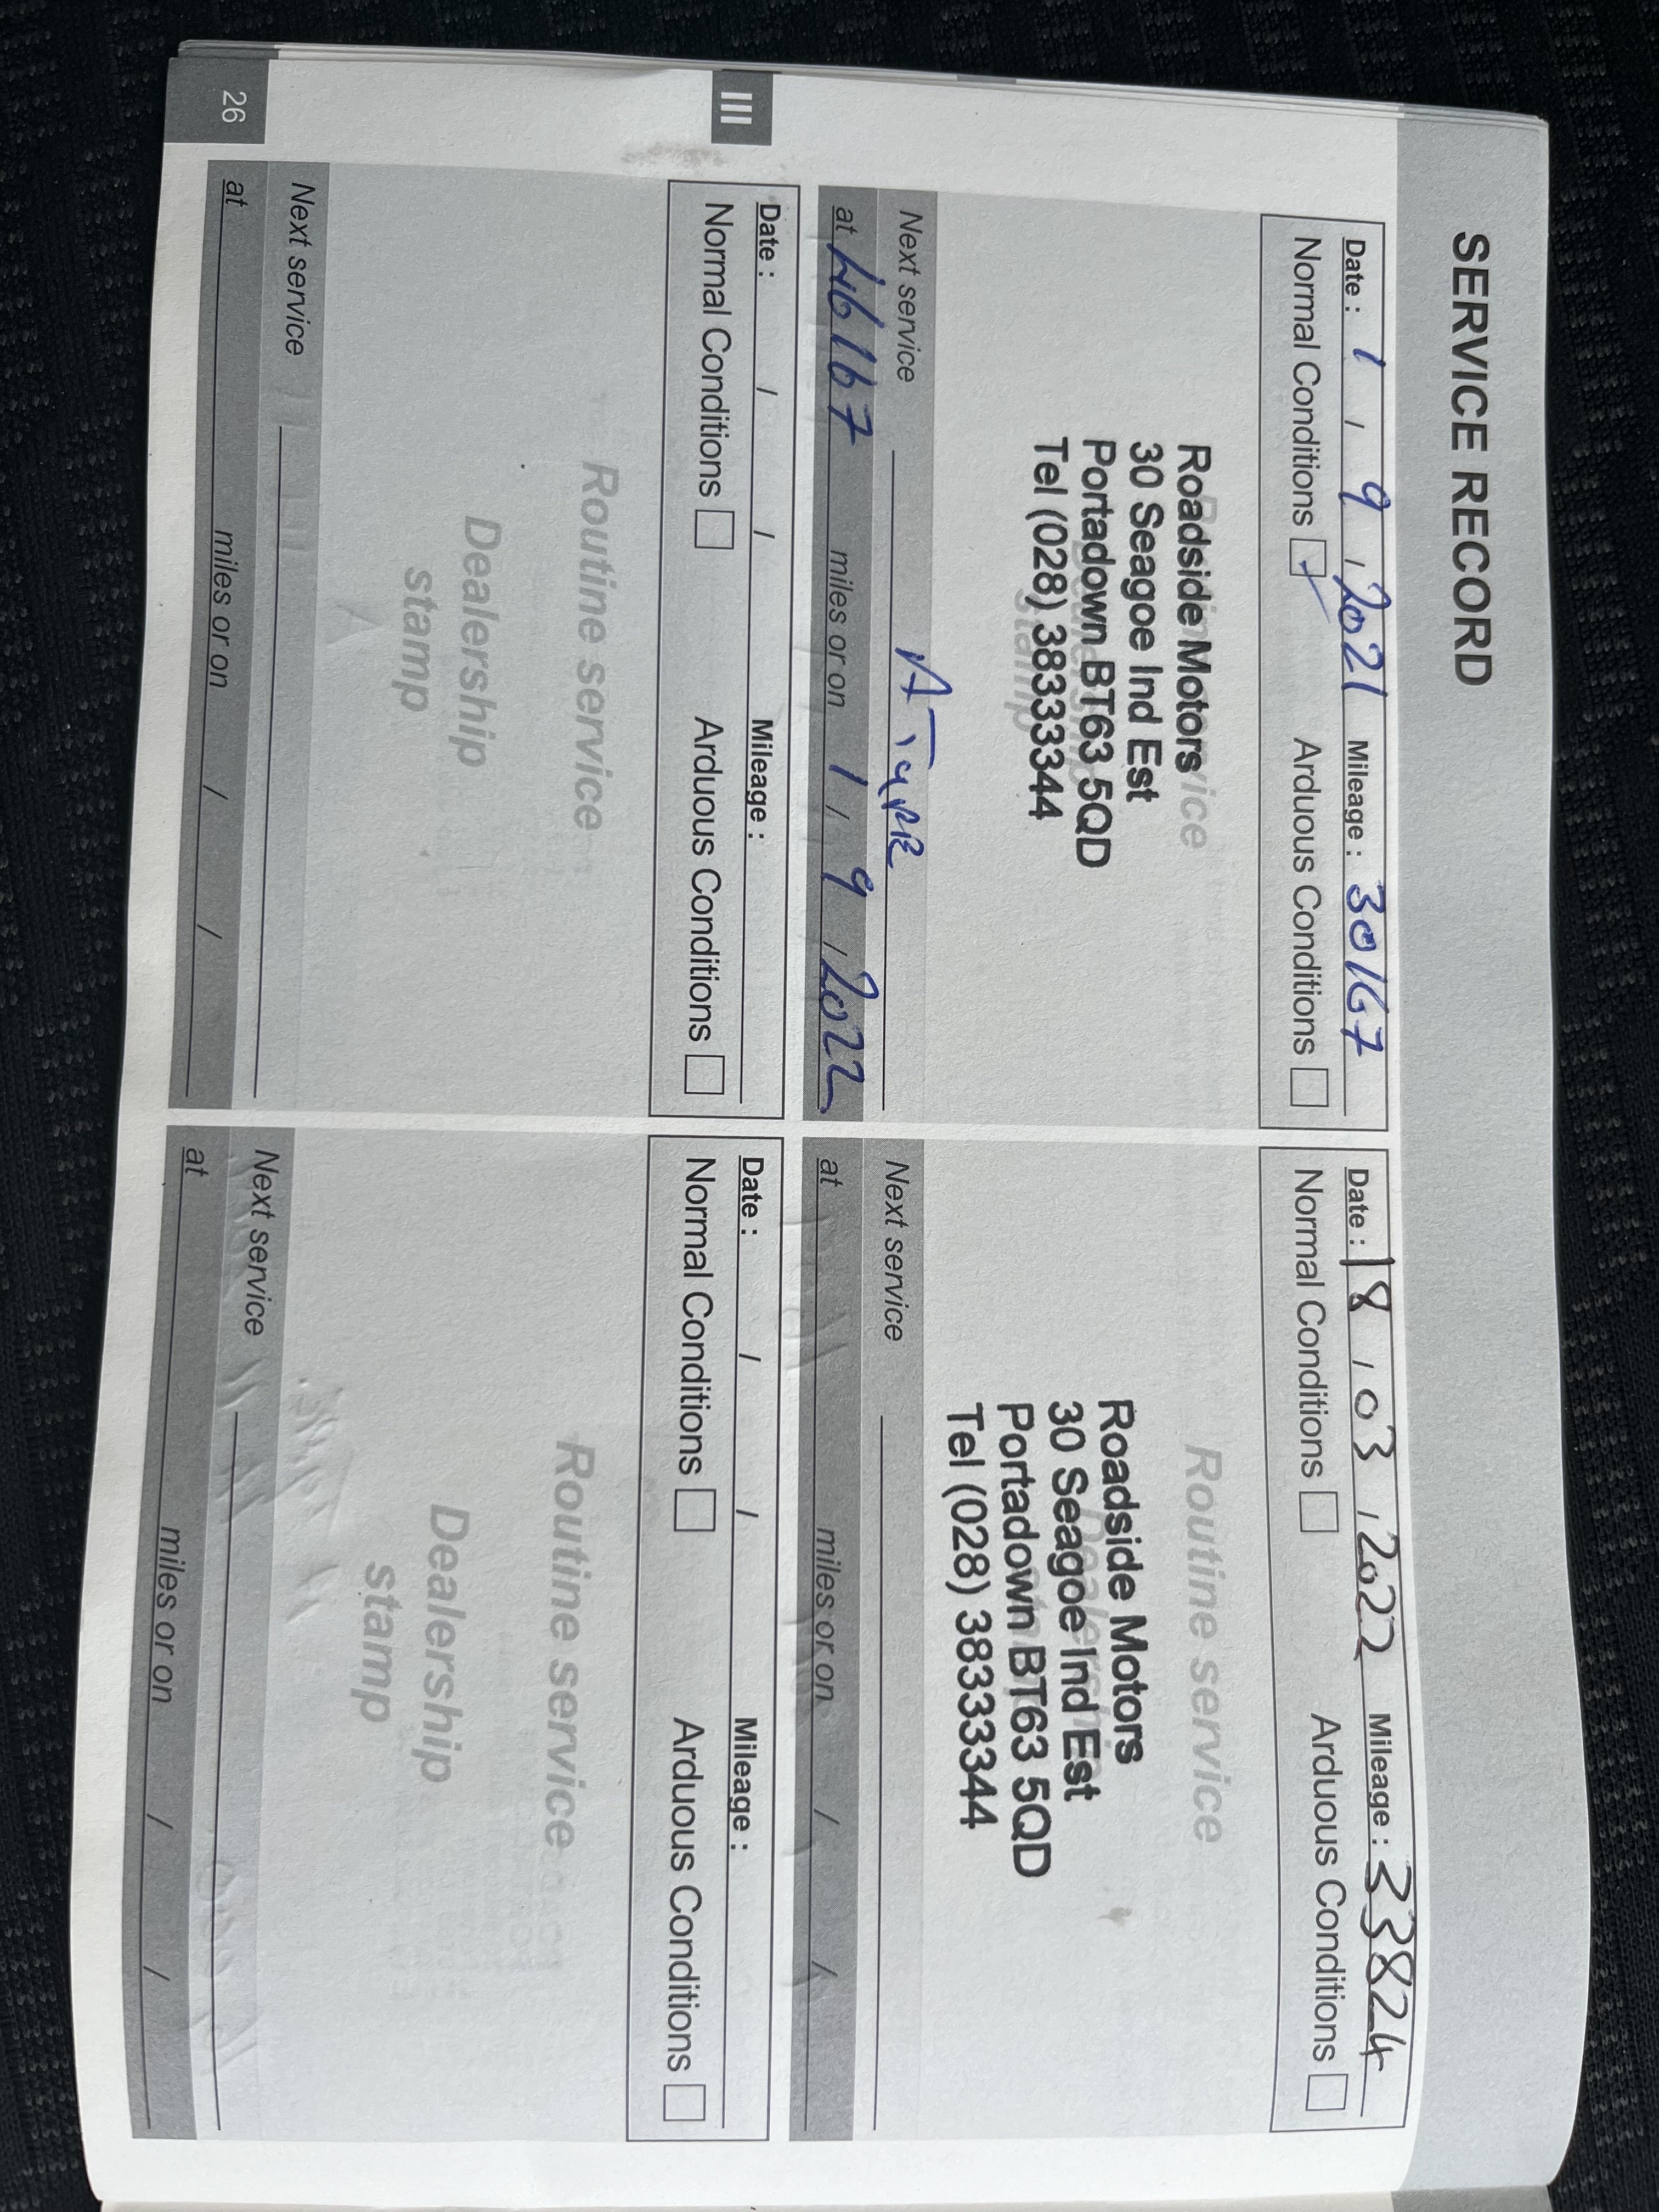 SERVICE RECORD
Date : 1 / 9 / 2021 Mileage : 30167
Normal Conditions Arduous Conditions
Routine service
Roadside Motors
30 Seagoe Ind Est
Portadown BT63 5QD
Tel (028) 38333344
Next service A-Type
at 46167 miles or on 1 / 9 / 2022
Date : 18 / 03 / 2022 Mileage : 33824
Normal Conditions Arduous Conditions
Routine service
Roadside Motors
30 Seagoe Ind Est
Portadown BT63 5QD
Tel (028) 38333344
Next service
at miles or on / /
III
Date : / / Mileage :
Normal Conditions Arduous Conditions
Routine service
Dealership
stamp
Next service
at miles or on / /
Date : / / Mileage :
Normal Conditions Arduous Conditions
Routine service
Dealership
stamp
Next service
at miles or on / /
26